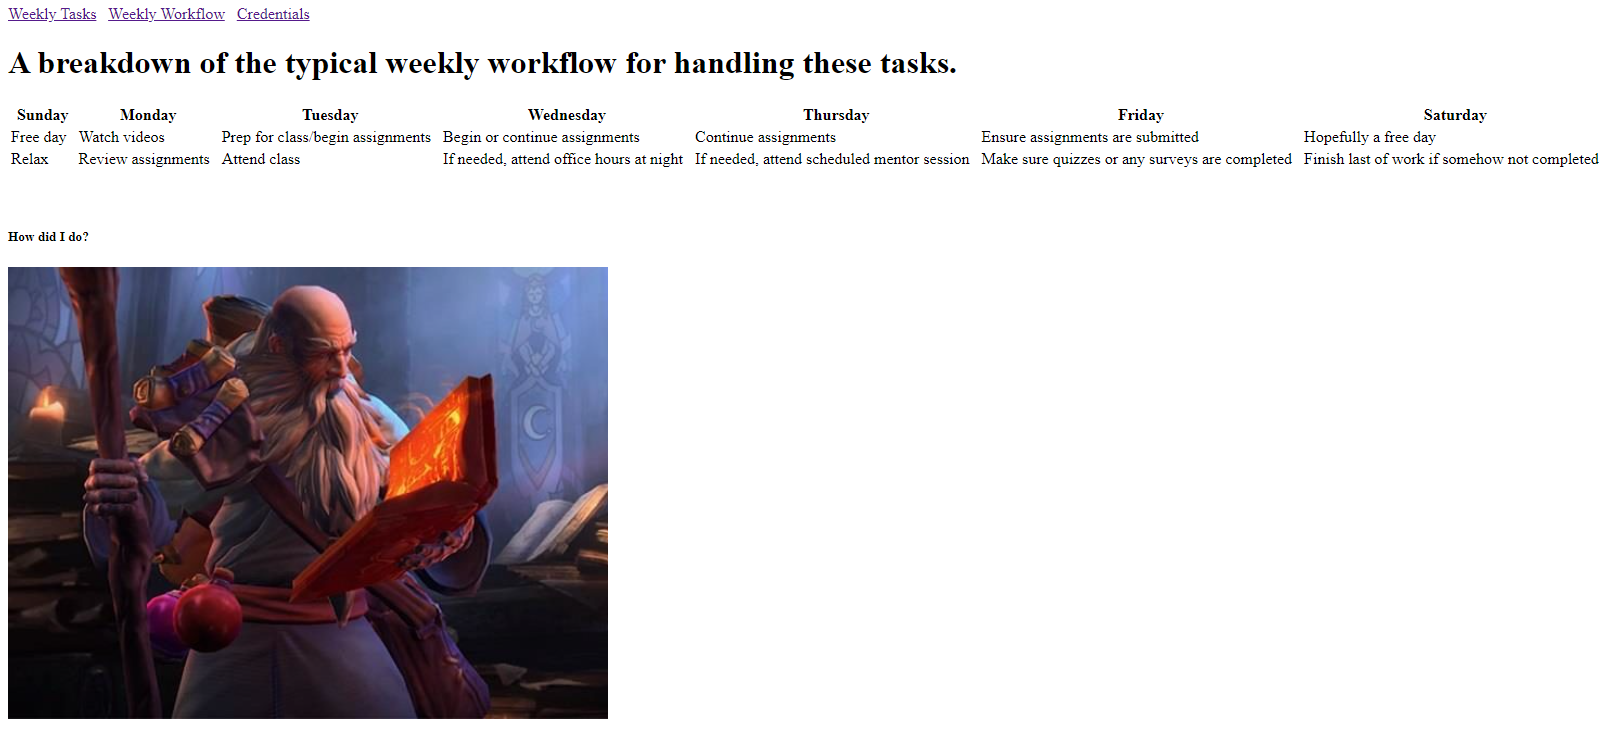 Weekly Tasks Weekly Workflow Credentials
A breakdown of the typical weekly workflow for handling these tasks.
Sunday Monday Tuesday Wednesday Thursday Friday Saturday
Free day Watch videos Prep for class/begin assignments Begin or continue assignments Continue assignments Ensure assignments are submitted Hopefully a free day
Relax Review assignments Attend class If needed, attend office hours at night If needed, attend scheduled mentor session Make sure quizzes or any surveys are completed Finish last of work if somehow not completed
How did I do?